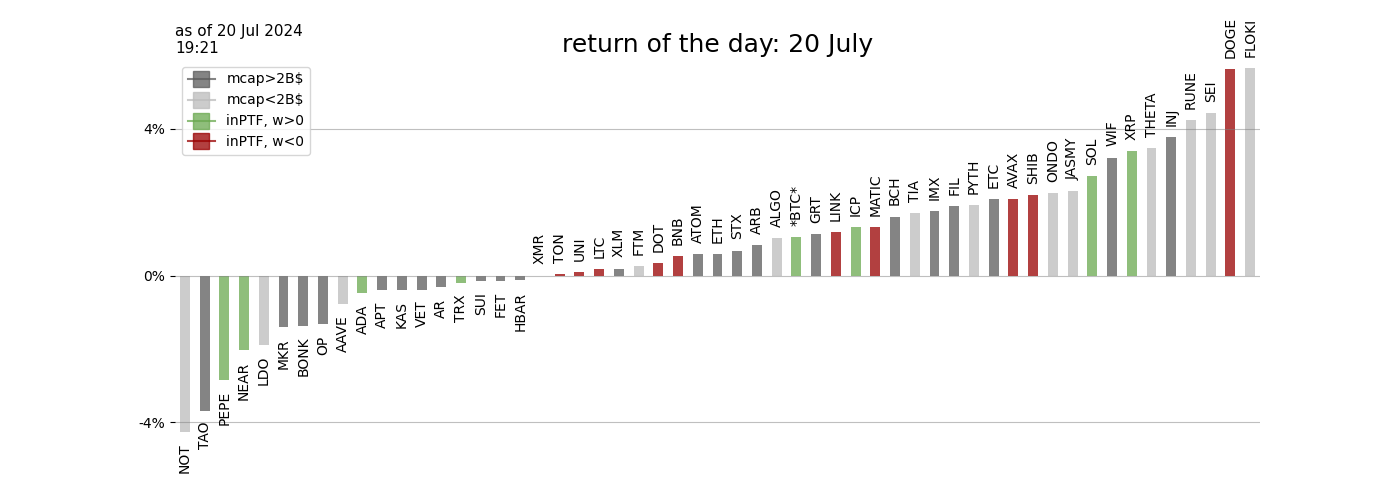 as of 20 Jul 2024
19:21
return of the day: 20 July
mcap>2B$
mcap<2B$
inPTF, w>0
inPTF, w<0
4%
0%
-4%
NOT
TAO
PEPE
NEAR
LDO
MKR
BONK
OP
AAVE
ADA
APT
KAS
VET
AR
TRX
SUI
FET
HBAR
XMR
TON
UNI
LTC
XLM
FTM
DOT
BNB
ATOM
ETH
STX
ARB
ALGO
*BTC*
GRT
LINK
ICP
MATIC
BCH
TIA
IMX
FIL
PYTH
ETC
AVAX
SHIB
ONDO
JASMY
SOL
WIF
XRP
THETA
INJ
RUNE
SEI
DOGE
FLOKI